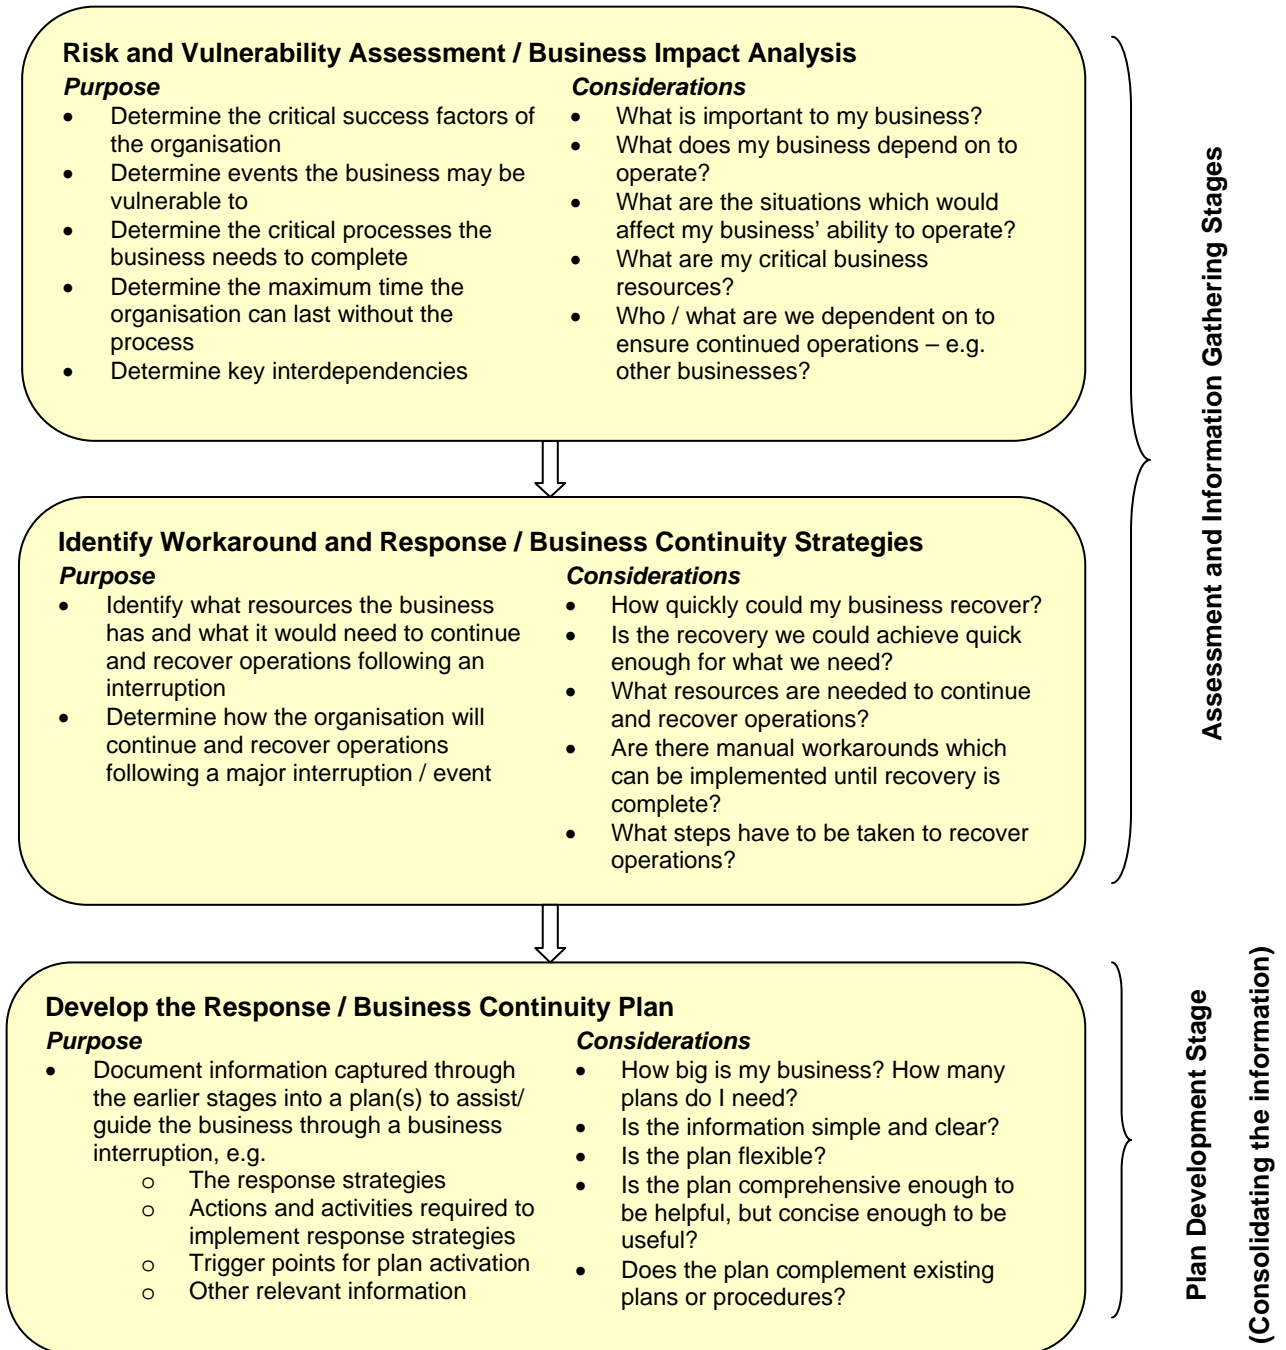 Risk and Vulnerability Assessment / Business Impact Analysis
Purpose
• Determine the critical success factors of
the organisation
• Determine events the business may be
vulnerable to
• Determine the critical processes the
business needs to complete
• Determine the maximum time the
organisation can last without the
process
• Determine key interdependencies
Considerations
• What is important to my business?
• What does my business depend on to
operate?
• What are the situations which would
affect my business’ ability to operate?
• What are my critical business
resources?
• Who / what are we dependent on to
ensure continued operations – e.g.
other businesses?
Identify Workaround and Response / Business Continuity Strategies
Purpose
• Identify what resources the business
has and what it would need to continue
and recover operations following an
interruption
• Determine how the organisation will
continue and recover operations
following a major interruption / event
Considerations
• How quickly could my business recover?
• Is the recovery we could achieve quick
enough for what we need?
• What resources are needed to continue
and recover operations?
• Are there manual workarounds which
can be implemented until recovery is
complete?
• What steps have to be taken to recover
operations?
Assessment and Information Gathering Stages
Develop the Response / Business Continuity Plan
Purpose
• Document information captured through
the earlier stages into a plan(s) to assist/
guide the business through a business
interruption, e.g.
o The response strategies
o Actions and activities required to
implement response strategies
o Trigger points for plan activation
o Other relevant information
Considerations
• How big is my business? How many
plans do I need?
• Is the information simple and clear?
• Is the plan flexible?
• Is the plan comprehensive enough to
be helpful, but concise enough to be
useful?
• Does the plan complement existing
plans or procedures?
Plan Development Stage
(Consolidating the information)